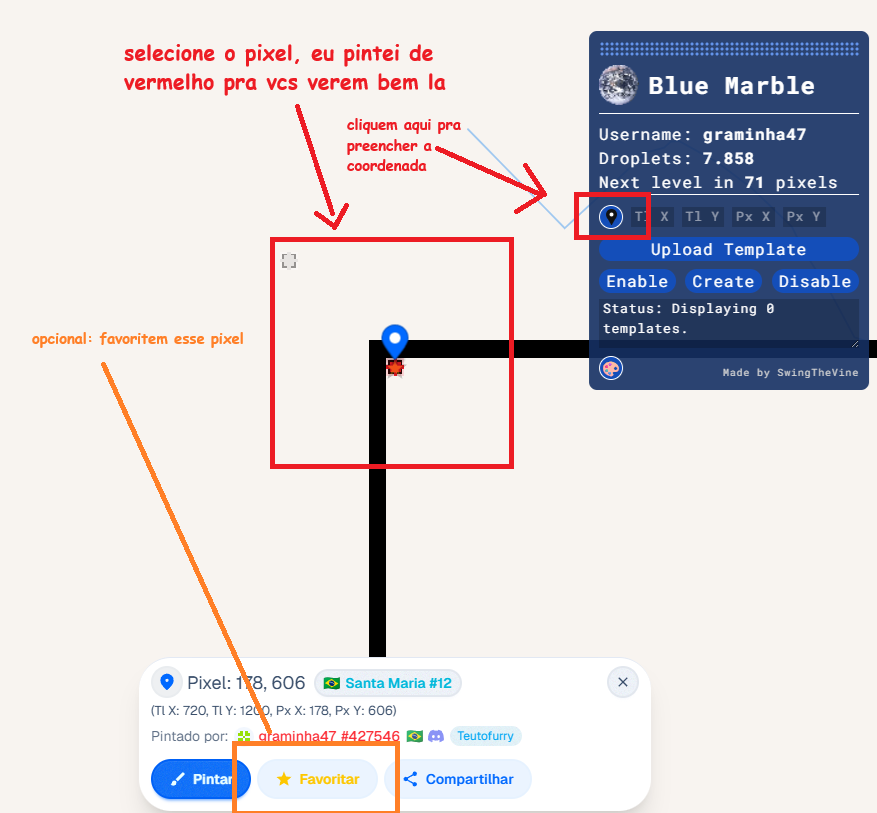 selecione o pixel, eu pintei de
vermelho pra vcs verem bem la
cliquem aqui pra
preencher a
coordenada
opcional: favoritem esse pixel
Blue Marble
Username: graminha47
Droplets: 7.858
Next level in 71 pixels
Tl X Tl Y Px X Px Y
Upload Template
Enable Create Disable
Status: Displaying 0
templates.
Made by SwingTheVine
Pixel: 178, 606 Santa Maria #12
(Tl X: 720, Tl Y: 1200, Px X: 178, Px Y: 606)
Pintado por: graminha47 #427546 Teutofurry
Pintar Favoritar Compartilhar